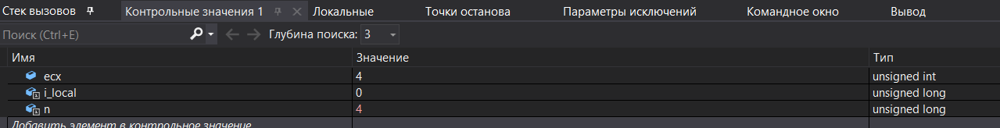 Стек вызовов Контрольные значения 1 Локальные Точки останова Параметры исключений Командное окно Вывод
Поиск (Ctrl+E) Глубина поиска: 3
Имя Значение Тип
ecx 4 unsigned int
i_local 0 unsigned long
n 4 unsigned long
Добавить элемент в контрольное значение